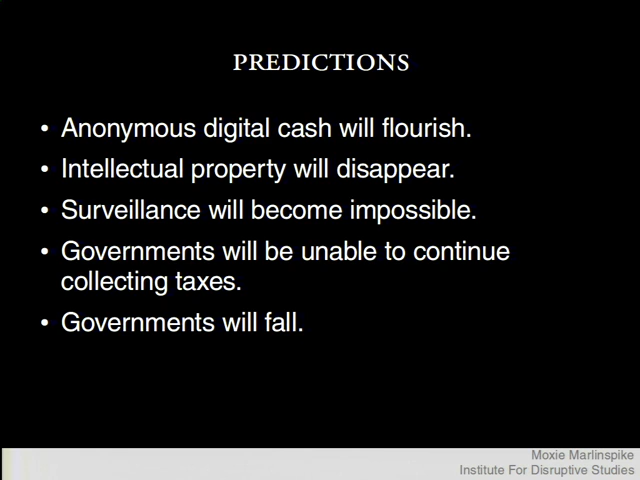 PREDICTIONS
• Anonymous digital cash will flourish.
• Intellectual property will disappear.
• Surveillance will become impossible.
• Governments will be unable to continue
collecting taxes.
• Governments will fall.
Moxie Marlinspike
Institute For Disruptive Studies